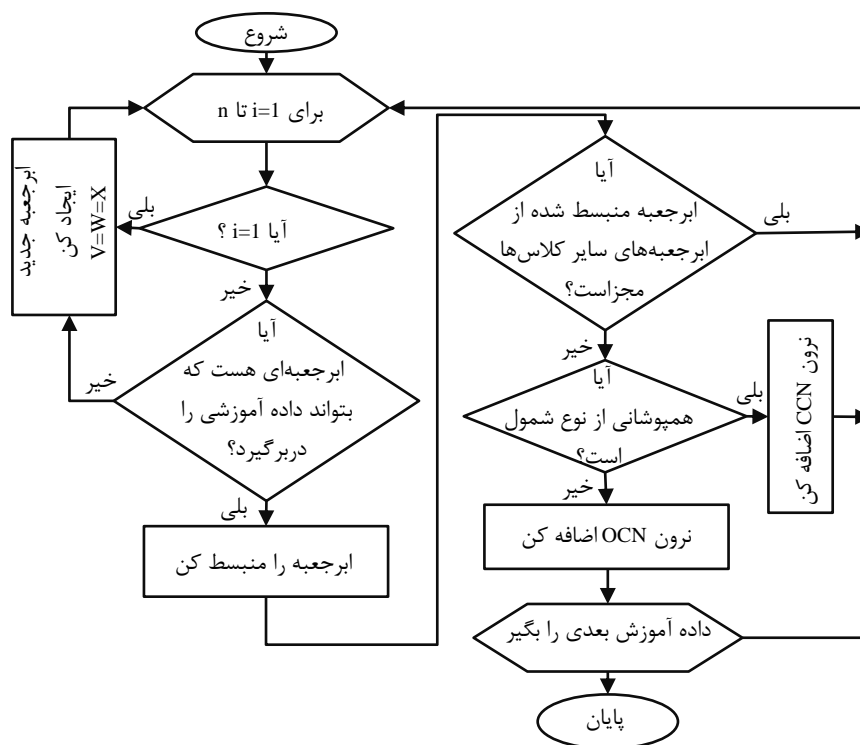 شروع
برای i=1 تا n
آیا i=1 ؟
بلی
خیر
ابرجعبه جدید
ایجاد کن
V=W=X
آیا
ابرجعبه‌ای هست که
بتواند داده آموزشی را
دربرگیرد؟
خیر
بلی
ابرجعبه را منبسط کن
آیا
ابرجعبه منبسط شده از
ابرجعبه‌های سایر کلاس‌ها
مجزاست؟
بلی
خیر
آیا
همپوشانی از نوع شمول
است؟
بلی
خیر
نرون CCN اضافه کن
نرون OCN اضافه کن
داده آموزش بعدی را بگیر
پایان